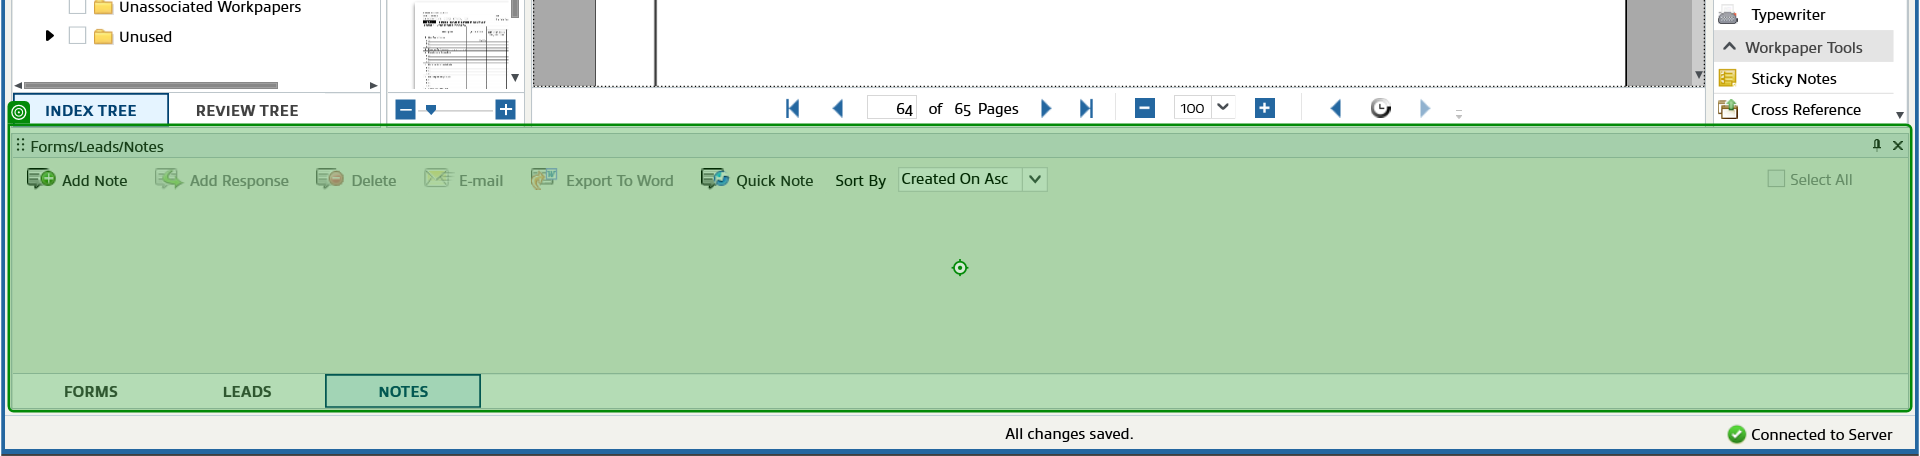 Unassociated Workpapers
Unused
Typewriter
Workpaper Tools
Sticky Notes
Cross Reference
INDEX TREE
REVIEW TREE
64 of 65 Pages
100
Forms/Leads/Notes
Add Note Add Response Delete E-mail Export To Word Quick Note Sort By Created On Asc Select All
FORMS LEADS NOTES
All changes saved.
Connected to Server